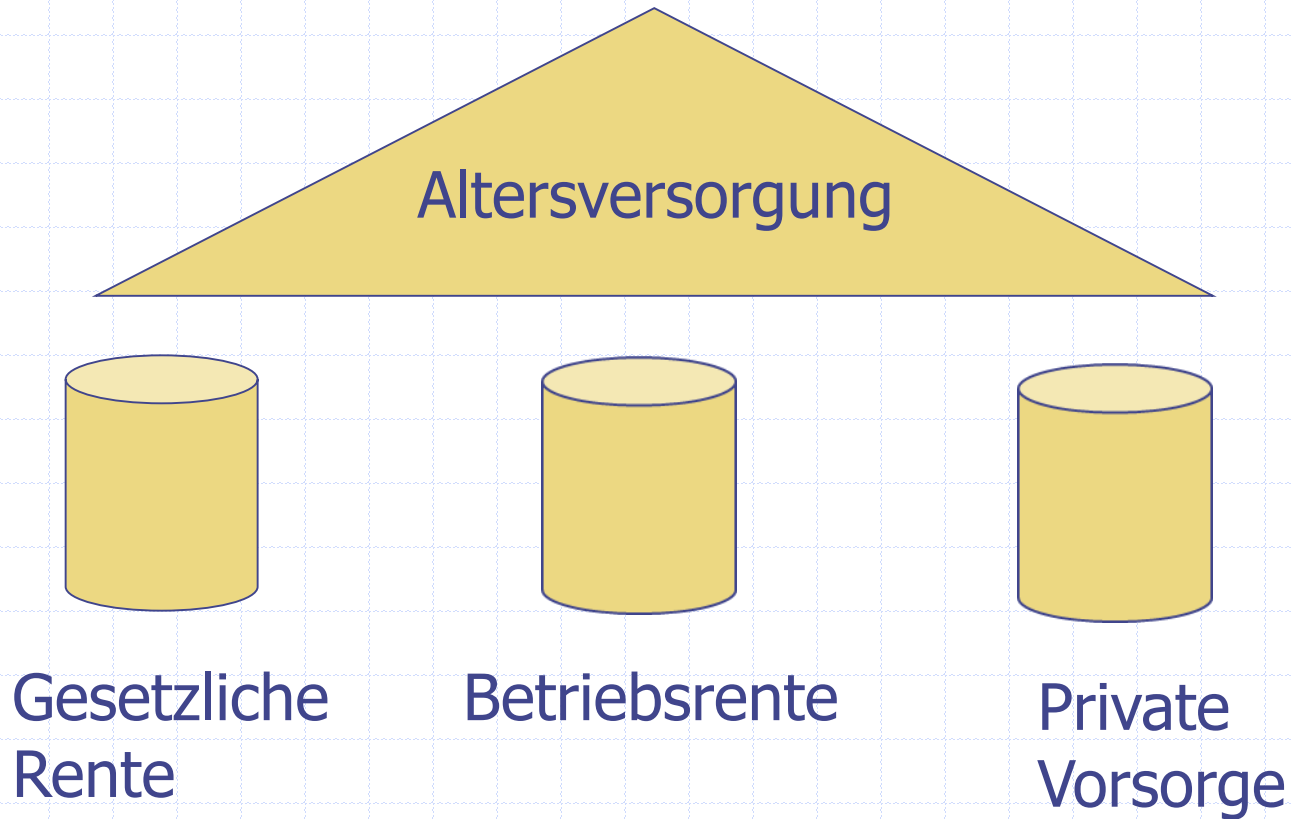 Altersversorgung
Gesetzliche
Rente
Betriebsrente
Private
Vorsorge